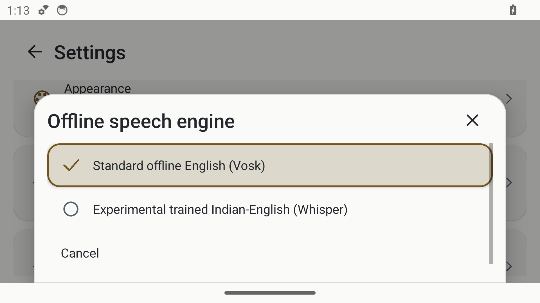 1:13
Settings
Appearance
Offline speech engine
Standard offline English (Vosk)
Experimental trained Indian-English (Whisper)
Cancel